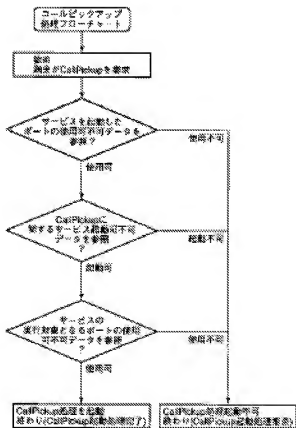 コールピックアップ
処理フローチャート
端末がCallPickupを要求
サービスを起動した
ポートの使用可不可データを
参照?
使用不可
使用可
CallPickupに
関するサービス起動可不可
データを参照
?
起動不可
起動可
サービスの
実行対象となるポートの使用
可不可データを参照
?
使用不可
使用可
CallPickup処理を起動
終わり(CallPickup起動処理完了)
CallPickup処理起動不可
終わり(CallPickup起動処理